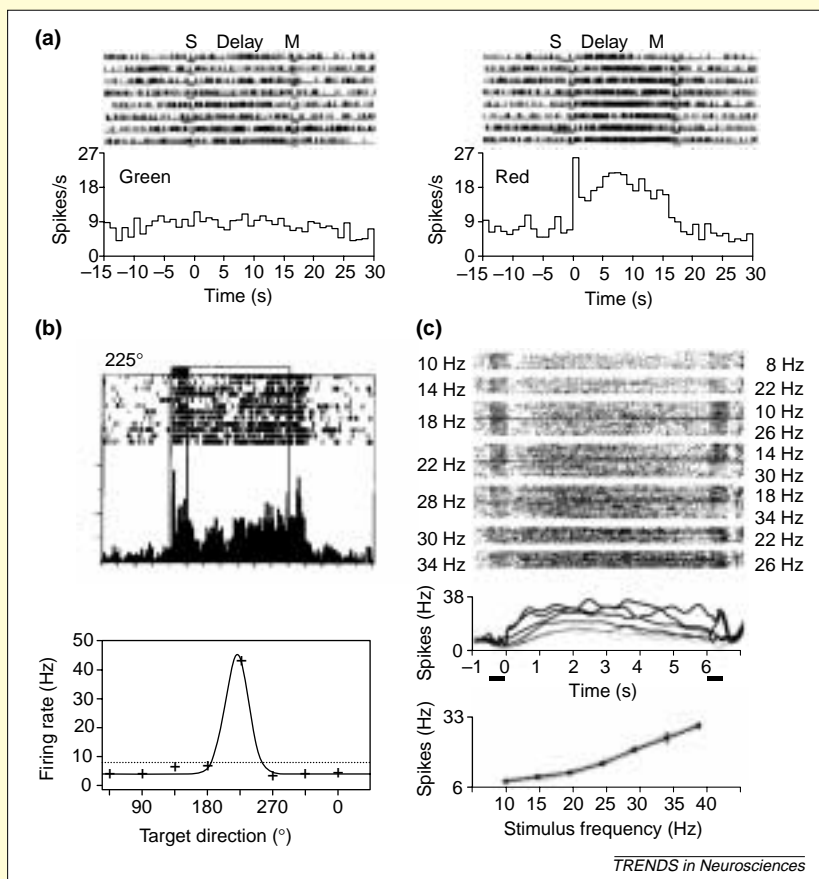 (a)
S Delay M
S Delay M
27
18
9
0
Spikes/s
Green
–15 –10 –5 0 5 10 15 20 25 30
Time (s)
27
18
9
0
Spikes/s
Red
–15 –10 –5 0 5 10 15 20 25 30
Time (s)
(b)
225°
50
40
30
20
10
0
Firing rate (Hz)
90 180 270 0
Target direction (°)
(c)
10 Hz 8 Hz
14 Hz 22 Hz
18 Hz 10 Hz
26 Hz
22 Hz 14 Hz
30 Hz
28 Hz 18 Hz
34 Hz
30 Hz 22 Hz
34 Hz 26 Hz
38
0
Spikes (Hz)
–1 0 1 2 3 4 5 6
Time (s)
33
6
Spikes (Hz)
10 15 20 25 30 35 40
Stimulus frequency (Hz)
TRENDS in Neurosciences